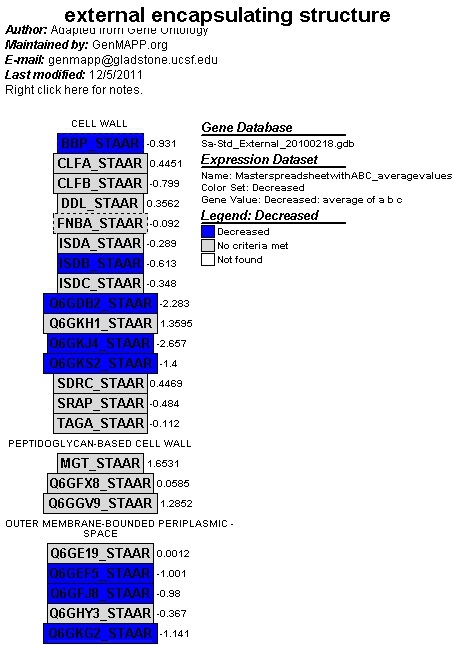 external encapsulating structure
Author: Adapted from Gene Ontology
Maintained by: GenMAPP.org
E-mail: genmapp@gladstone.ucsf.edu
Last modified: 12/5/2011
Right click here for notes.
CELL WALL
BBP_STAAR -0.931
CLFA_STAAR 0.4451
CLFB_STAAR -0.799
DDL_STAAR 0.3562
FNBA_STAAR -0.092
ISDA_STAAR -0.289
ISDB_STAAR -0.613
ISDC_STAAR -0.348
Q6GDB2_STAAR -2.283
Q6GKH1_STAAR 1.3595
Q6GKJ4_STAAR -2.657
Q6GKS2_STAAR -1.4
SDRC_STAAR 0.4469
SRAP_STAAR -0.484
TAGA_STAAR -0.112
PEPTIDOGLYCAN-BASED CELL WALL
MGT_STAAR 1.6531
Q6GFX8_STAAR 0.0585
Q6GGV9_STAAR 1.2852
OUTER MEMBRANE-BOUNDED PERIPLASMIC -
SPACE
Q6GE19_STAAR 0.0012
Q6GEF5_STAAR -1.001
Q6GFJ8_STAAR -0.98
Q6GHY3_STAAR -0.367
Q6GKG2_STAAR -1.141
Gene Database
Sa-Std_External_20100218.gdb
Expression Dataset
Name: MasterspreadsheetwithABC_averagevalues
Color Set: Decreased
Gene Value: Decreased: average of a b c
Legend: Decreased
Decreased
No criteria met
Not found